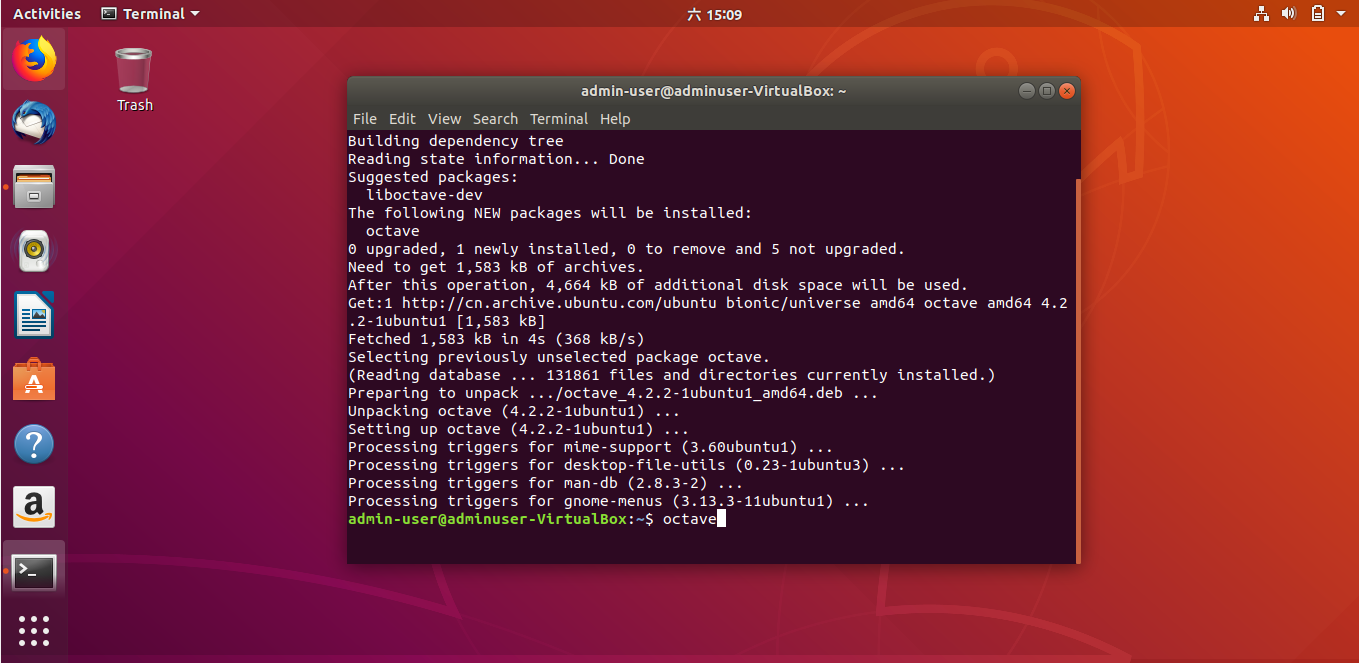 Activities
Terminal
六 15:09
Trash
admin-user@adminuser-VirtualBox: ~
File Edit View Search Terminal Help
Building dependency tree
Reading state information... Done
Suggested packages:
  liboctave-dev
The following NEW packages will be installed:
  octave
0 upgraded, 1 newly installed, 0 to remove and 5 not upgraded.
Need to get 1,583 kB of archives.
After this operation, 4,664 kB of additional disk space will be used.
Get:1 http://cn.archive.ubuntu.com/ubuntu bionic/universe amd64 octave amd64 4.2
.2-1ubuntu1 [1,583 kB]
Fetched 1,583 kB in 4s (368 kB/s)
Selecting previously unselected package octave.
(Reading database ... 131861 files and directories currently installed.)
Preparing to unpack .../octave_4.2.2-1ubuntu1_amd64.deb ...
Unpacking octave (4.2.2-1ubuntu1) ...
Setting up octave (4.2.2-1ubuntu1) ...
Processing triggers for mime-support (3.60ubuntu1) ...
Processing triggers for desktop-file-utils (0.23-1ubuntu3) ...
Processing triggers for man-db (2.8.3-2) ...
Processing triggers for gnome-menus (3.13.3-11ubuntu1) ...
admin-user@adminuser-VirtualBox:~$ octave